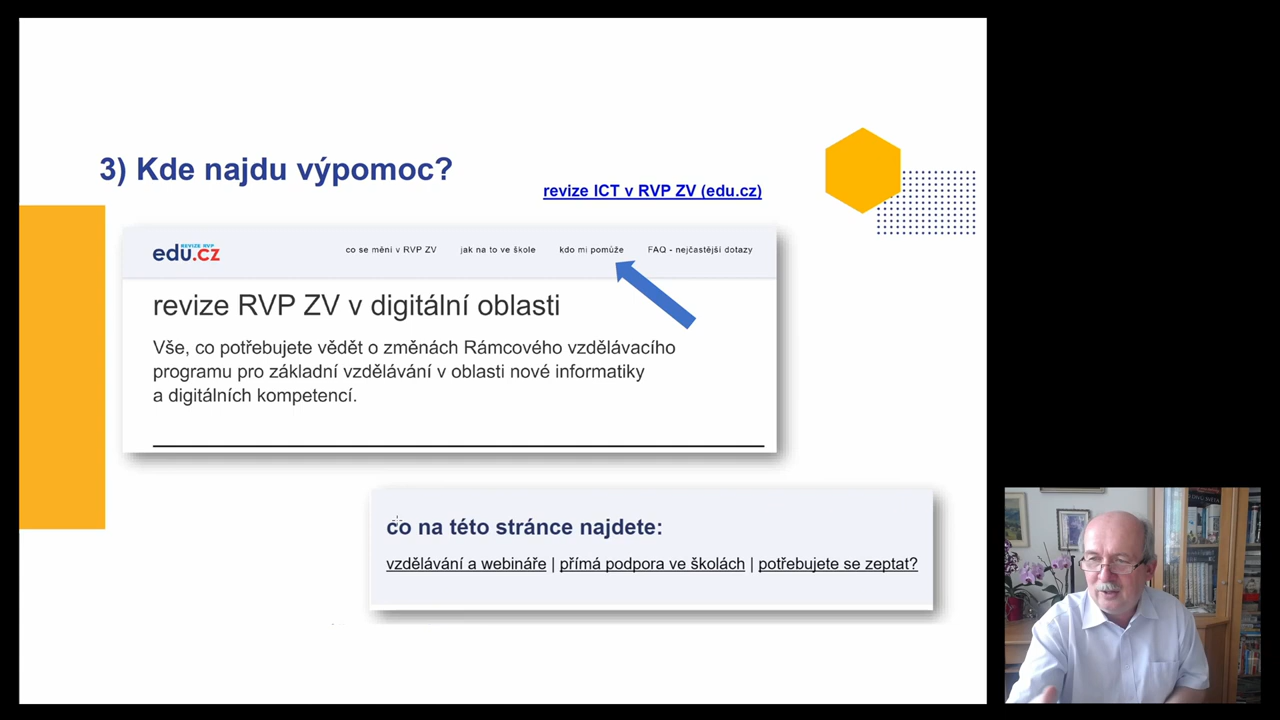 3) Kde najdu výpomoc?
revize ICT v RVP ZV (edu.cz)
REVIZE RVP
edu.cz
co se mění v RVP ZV
jak na to ve škole
kdo mi pomůže
FAQ - nejčastější dotazy
revize RVP ZV v digitální oblasti
Vše, co potřebujete vědět o změnách Rámcového vzdělávacího
programu pro základní vzdělávání v oblasti nové informatiky
a digitálních kompetencí.
co na této stránce najdete:
vzdělávání a webináře | přímá podpora ve školách | potřebujete se zeptat?